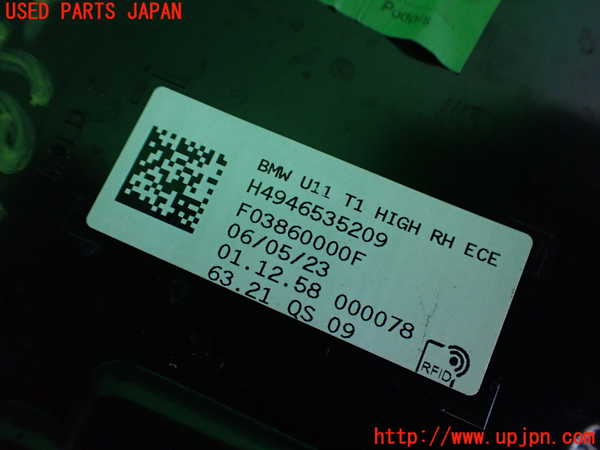 USED PARTS JAPAN
BMW U11 T1 HIGH RH ECE
H4946535209
F03860000F
06/05/23
01.12.58 000078
63.21 QS 09
RFID
http://www.upjpn.com/